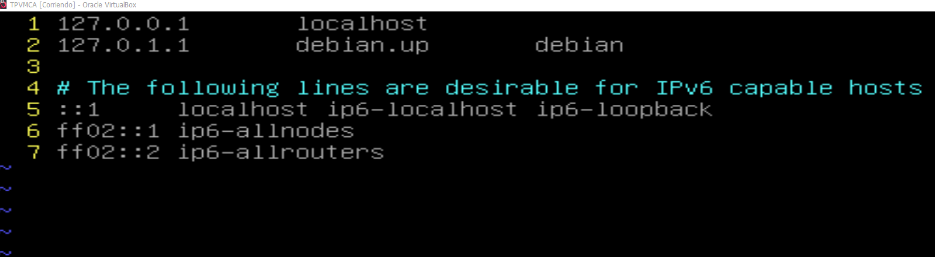 TPVMCA [Corriendo] - Oracle VirtualBox
1 127.0.0.1 localhost
2 127.0.1.1 debian.up debian
3
4 # The following lines are desirable for IPv6 capable hosts
5 ::1 localhost ip6-localhost ip6-loopback
6 ff02::1 ip6-allnodes
7 ff02::2 ip6-allrouters
~
~
~
~
~